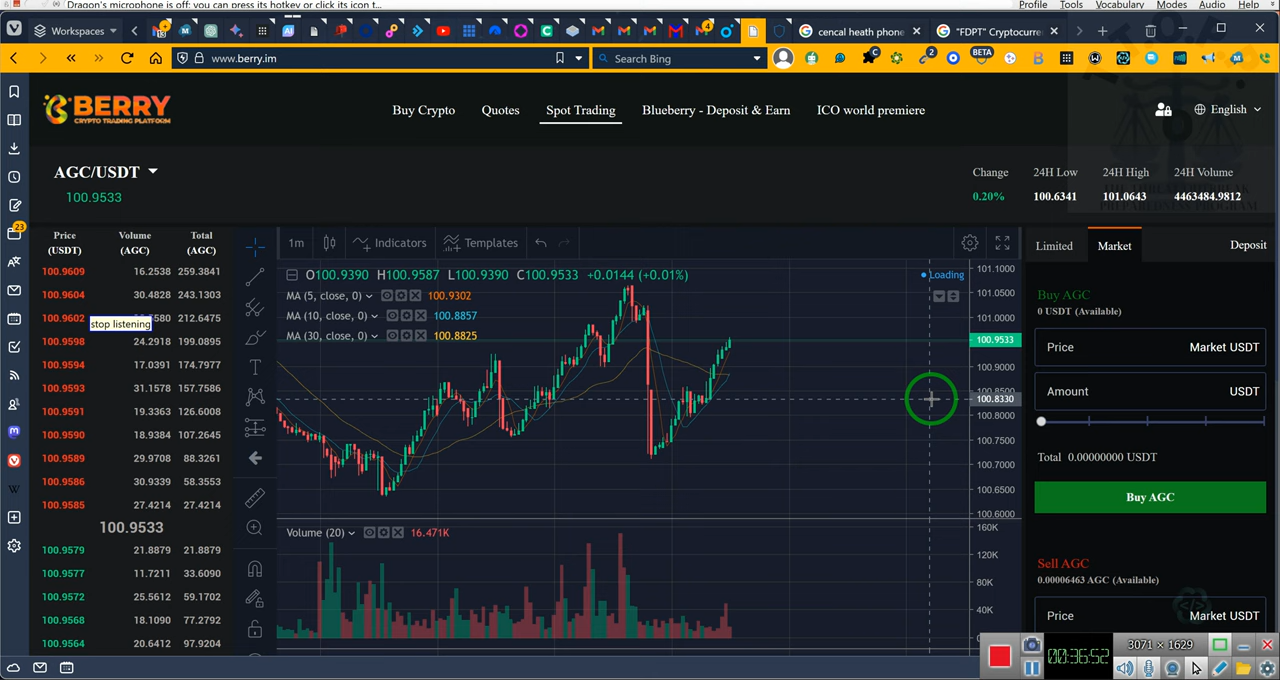 Dragon's microphone is off: you can press its hotkey or click its icon t...
Profile Tools Vocabulary Modes Audio Help
Workspaces
cencal heath phone
"FDPT" Cryptocurre
www.berry.im
Search Bing
BETA
BERRY
CRYPTO TRADING PLATFORM
Buy Crypto Quotes Spot Trading Blueberry - Deposit & Earn ICO world premiere
English
AGC/USDT
100.9533
Change 24H Low 24H High 24H Volume
0.20% 100.6341 101.0643 4463484.9812
Price Volume Total
(USDT) (AGC) (AGC)
100.9609 16.2538 259.3841
100.9604 30.4828 243.1303
100.9602 5580 212.6475
stop listening
100.9598 24.2918 199.0895
100.9594 17.0391 174.7977
100.9593 31.1578 157.7586
100.9591 19.3363 126.6008
100.9590 18.9384 107.2645
100.9589 29.9708 88.3261
100.9586 30.9339 58.3553
100.9585 27.4214 27.4214
100.9533
100.9579 21.8879 21.8879
100.9577 11.7211 33.6090
100.9572 25.5612 59.1702
100.9568 18.1090 77.2792
100.9564 20.6412 97.9204
1m Indicators Templates
O100.9390 H100.9587 L100.9390 C100.9533 +0.0144 (+0.01%)
Loading
MA (5, close, 0) 100.9302
MA (10, close, 0) 100.8857
MA (30, close, 0) 100.8825
101.1000
101.0500
101.0000
100.9533
100.9000
100.8500
100.8330
100.8000
100.7500
100.7000
100.6500
100.6000
Volume (20) 16.471K
160K
120K
80K
40K
Limited Market Deposit
Buy AGC
0 USDT (Available)
Price Market USDT
Amount USDT
Total 0.00000000 USDT
Buy AGC
Sell AGC
0.00006463 AGC (Available)
Price Market USDT
00:36:52
3071 × 1629